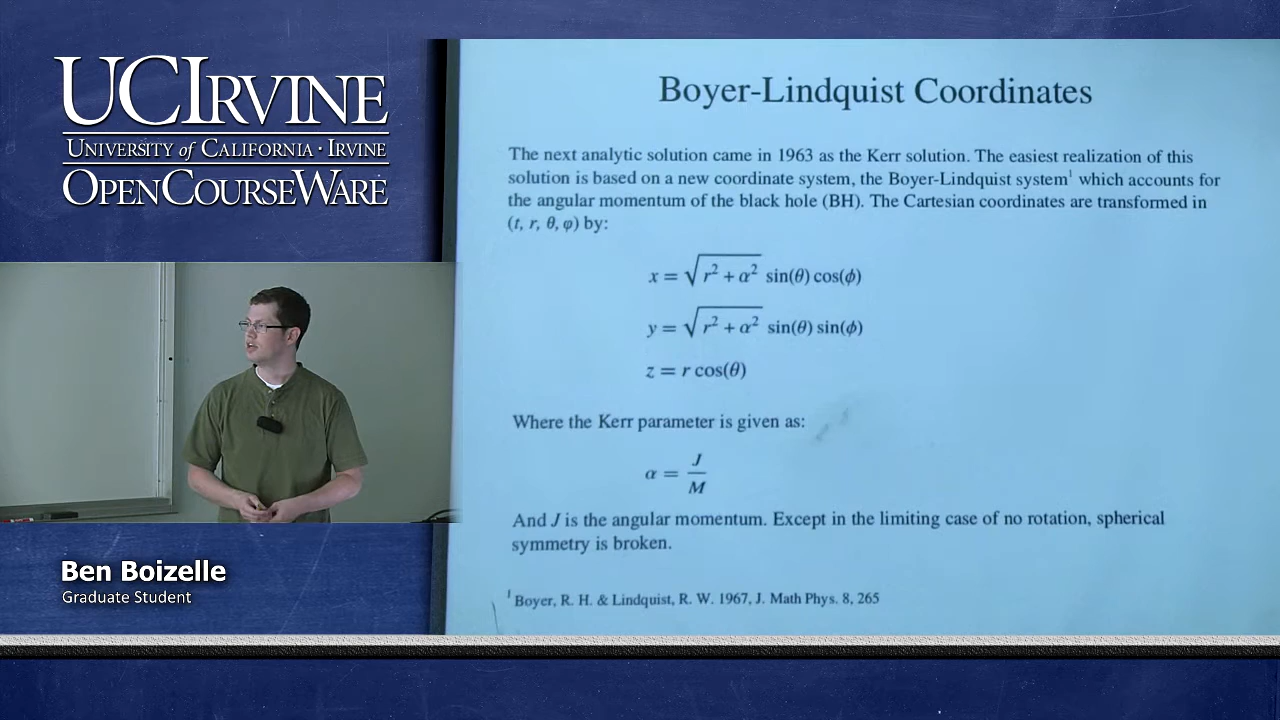 UCIRVINE
UNIVERSITY of CALIFORNIA · IRVINE
OPENCOURSEWARE
Boyer-Lindquist Coordinates
The next analytic solution came in 1963 as the Kerr solution. The easiest realization of this
solution is based on a new coordinate system, the Boyer-Lindquist system¹ which accounts for
the angular momentum of the black hole (BH). The Cartesian coordinates are transformed in
(t, r, θ, φ) by:
x = √(r² + α²) sin(θ) cos(ϕ)
y = √(r² + α²) sin(θ) sin(ϕ)
z = r cos(θ)
Where the Kerr parameter is given as:
α = J/M
And J is the angular momentum. Except in the limiting case of no rotation, spherical
symmetry is broken.
¹ Boyer, R. H. & Lindquist, R. W. 1967, J. Math Phys. 8, 265
Ben Boizelle
Graduate Student